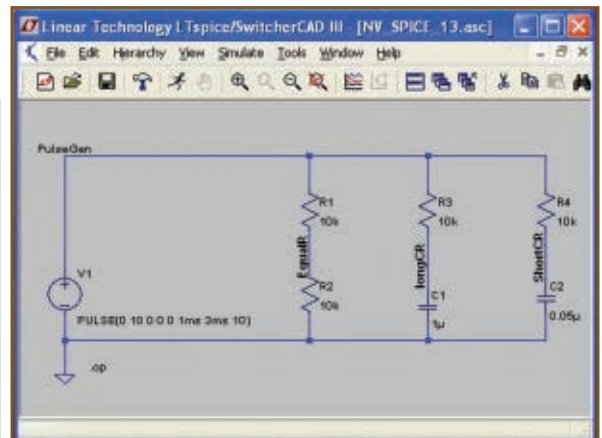 Linear Technology LTspice/SwitcherCAD III - [NV_SPICE_13.asc]
File Edit Hierarchy View Simulate Tools Window Help
PulseGen
R1
10k
R3
10k
R4
10k
EqualR
longCR
ShortCR
V1
R2
10k
C1
1µ
C2
0.05µ
PULSE(0 10 0 0 0 1ms 3ms 10)
.op